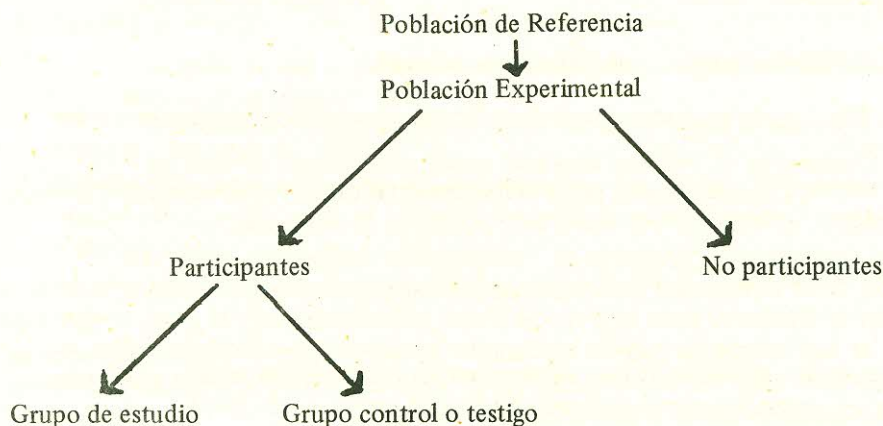 Población de Referencia
Población Experimental
Participantes
No participantes
Grupo de estudio
Grupo control o testigo